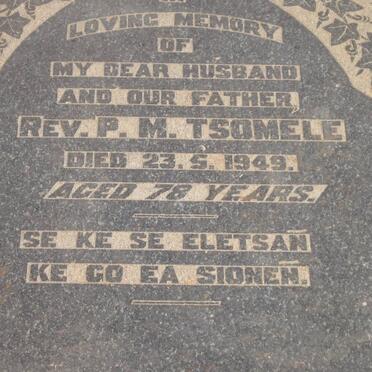 LOVING MEMORY
OF
MY DEAR HUSBAND
AND OUR FATHER,
REV. P. M. TSOMELE
DIED 23. 5. 1949.
AGED 78 YEARS.
SE KE SE ELETSAN
KE GO EA SIONEN.